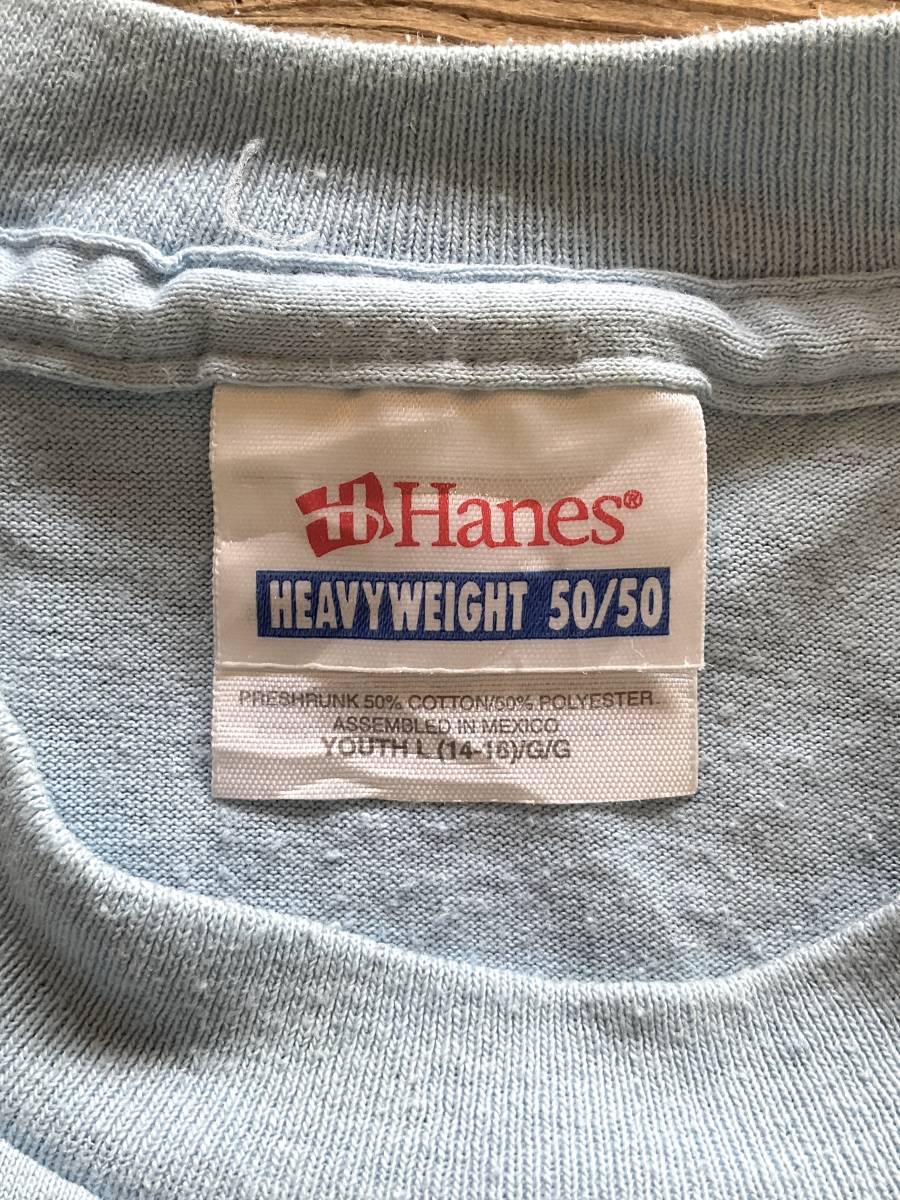 Hanes®
HEAVYWEIGHT 50/50
PRESHRUNK 50% COTTON/50% POLYESTER
ASSEMBLED IN MEXICO
YOUTH L (14-16)/G/G